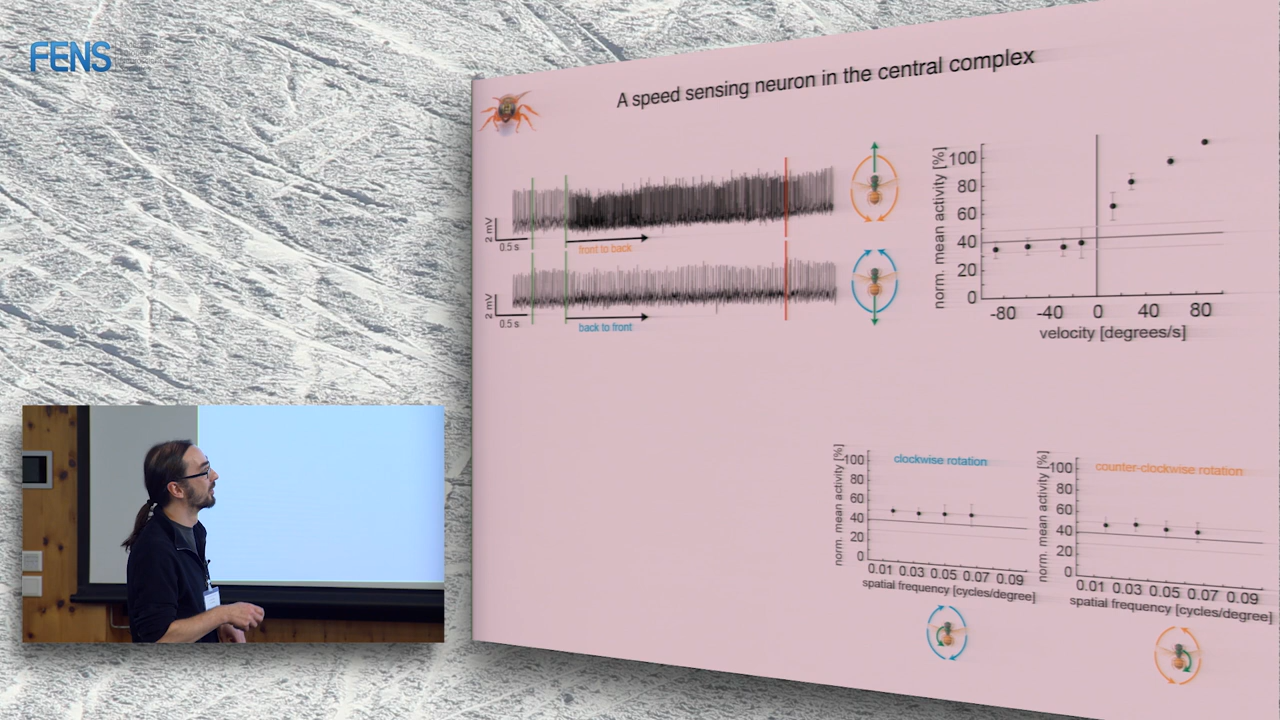 FENS
A speed sensing neuron in the central complex
2 mV
0.5 s
front to back
2 mV
0.5 s
back to front
norm. mean activity [%]
100
80
60
40
20
0
-80 -40 0 40 80
velocity [degrees/s]
norm. mean activity [%]
100
80
60
40
20
0
clockwise rotation
0.01 0.03 0.05 0.07 0.09
spatial frequency [cycles/degree]
norm. mean activity [%]
100
80
60
40
20
0
counter-clockwise rotation
0.01 0.03 0.05 0.07 0.09
spatial frequency [cycles/degree]